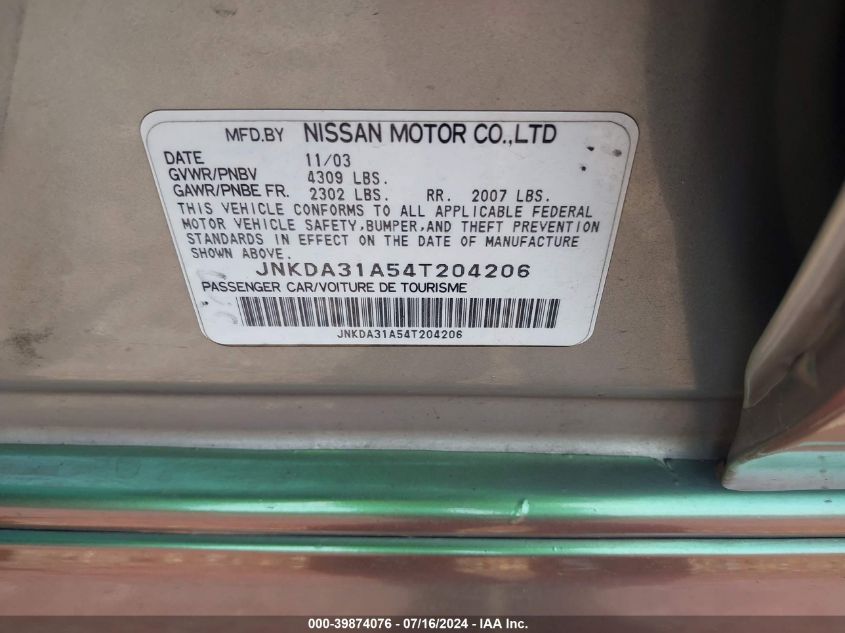 MFD.BY NISSAN MOTOR CO.,LTD
DATE 11/03
GVWR/PNBV 4309 LBS.
GAWR/PNBE FR. 2302 LBS. RR. 2007 LBS.
THIS VEHICLE CONFORMS TO ALL APPLICABLE FEDERAL
MOTOR VEHICLE SAFETY,BUMPER,AND THEFT PREVENTION
STANDARDS IN EFFECT ON THE DATE OF MANUFACTURE
SHOWN ABOVE.
JNKDA31A54T204206
PASSENGER CAR/VOITURE DE TOURISME
JNKDA31A54T204206
000-39874076 - 07/16/2024 - IAA Inc.